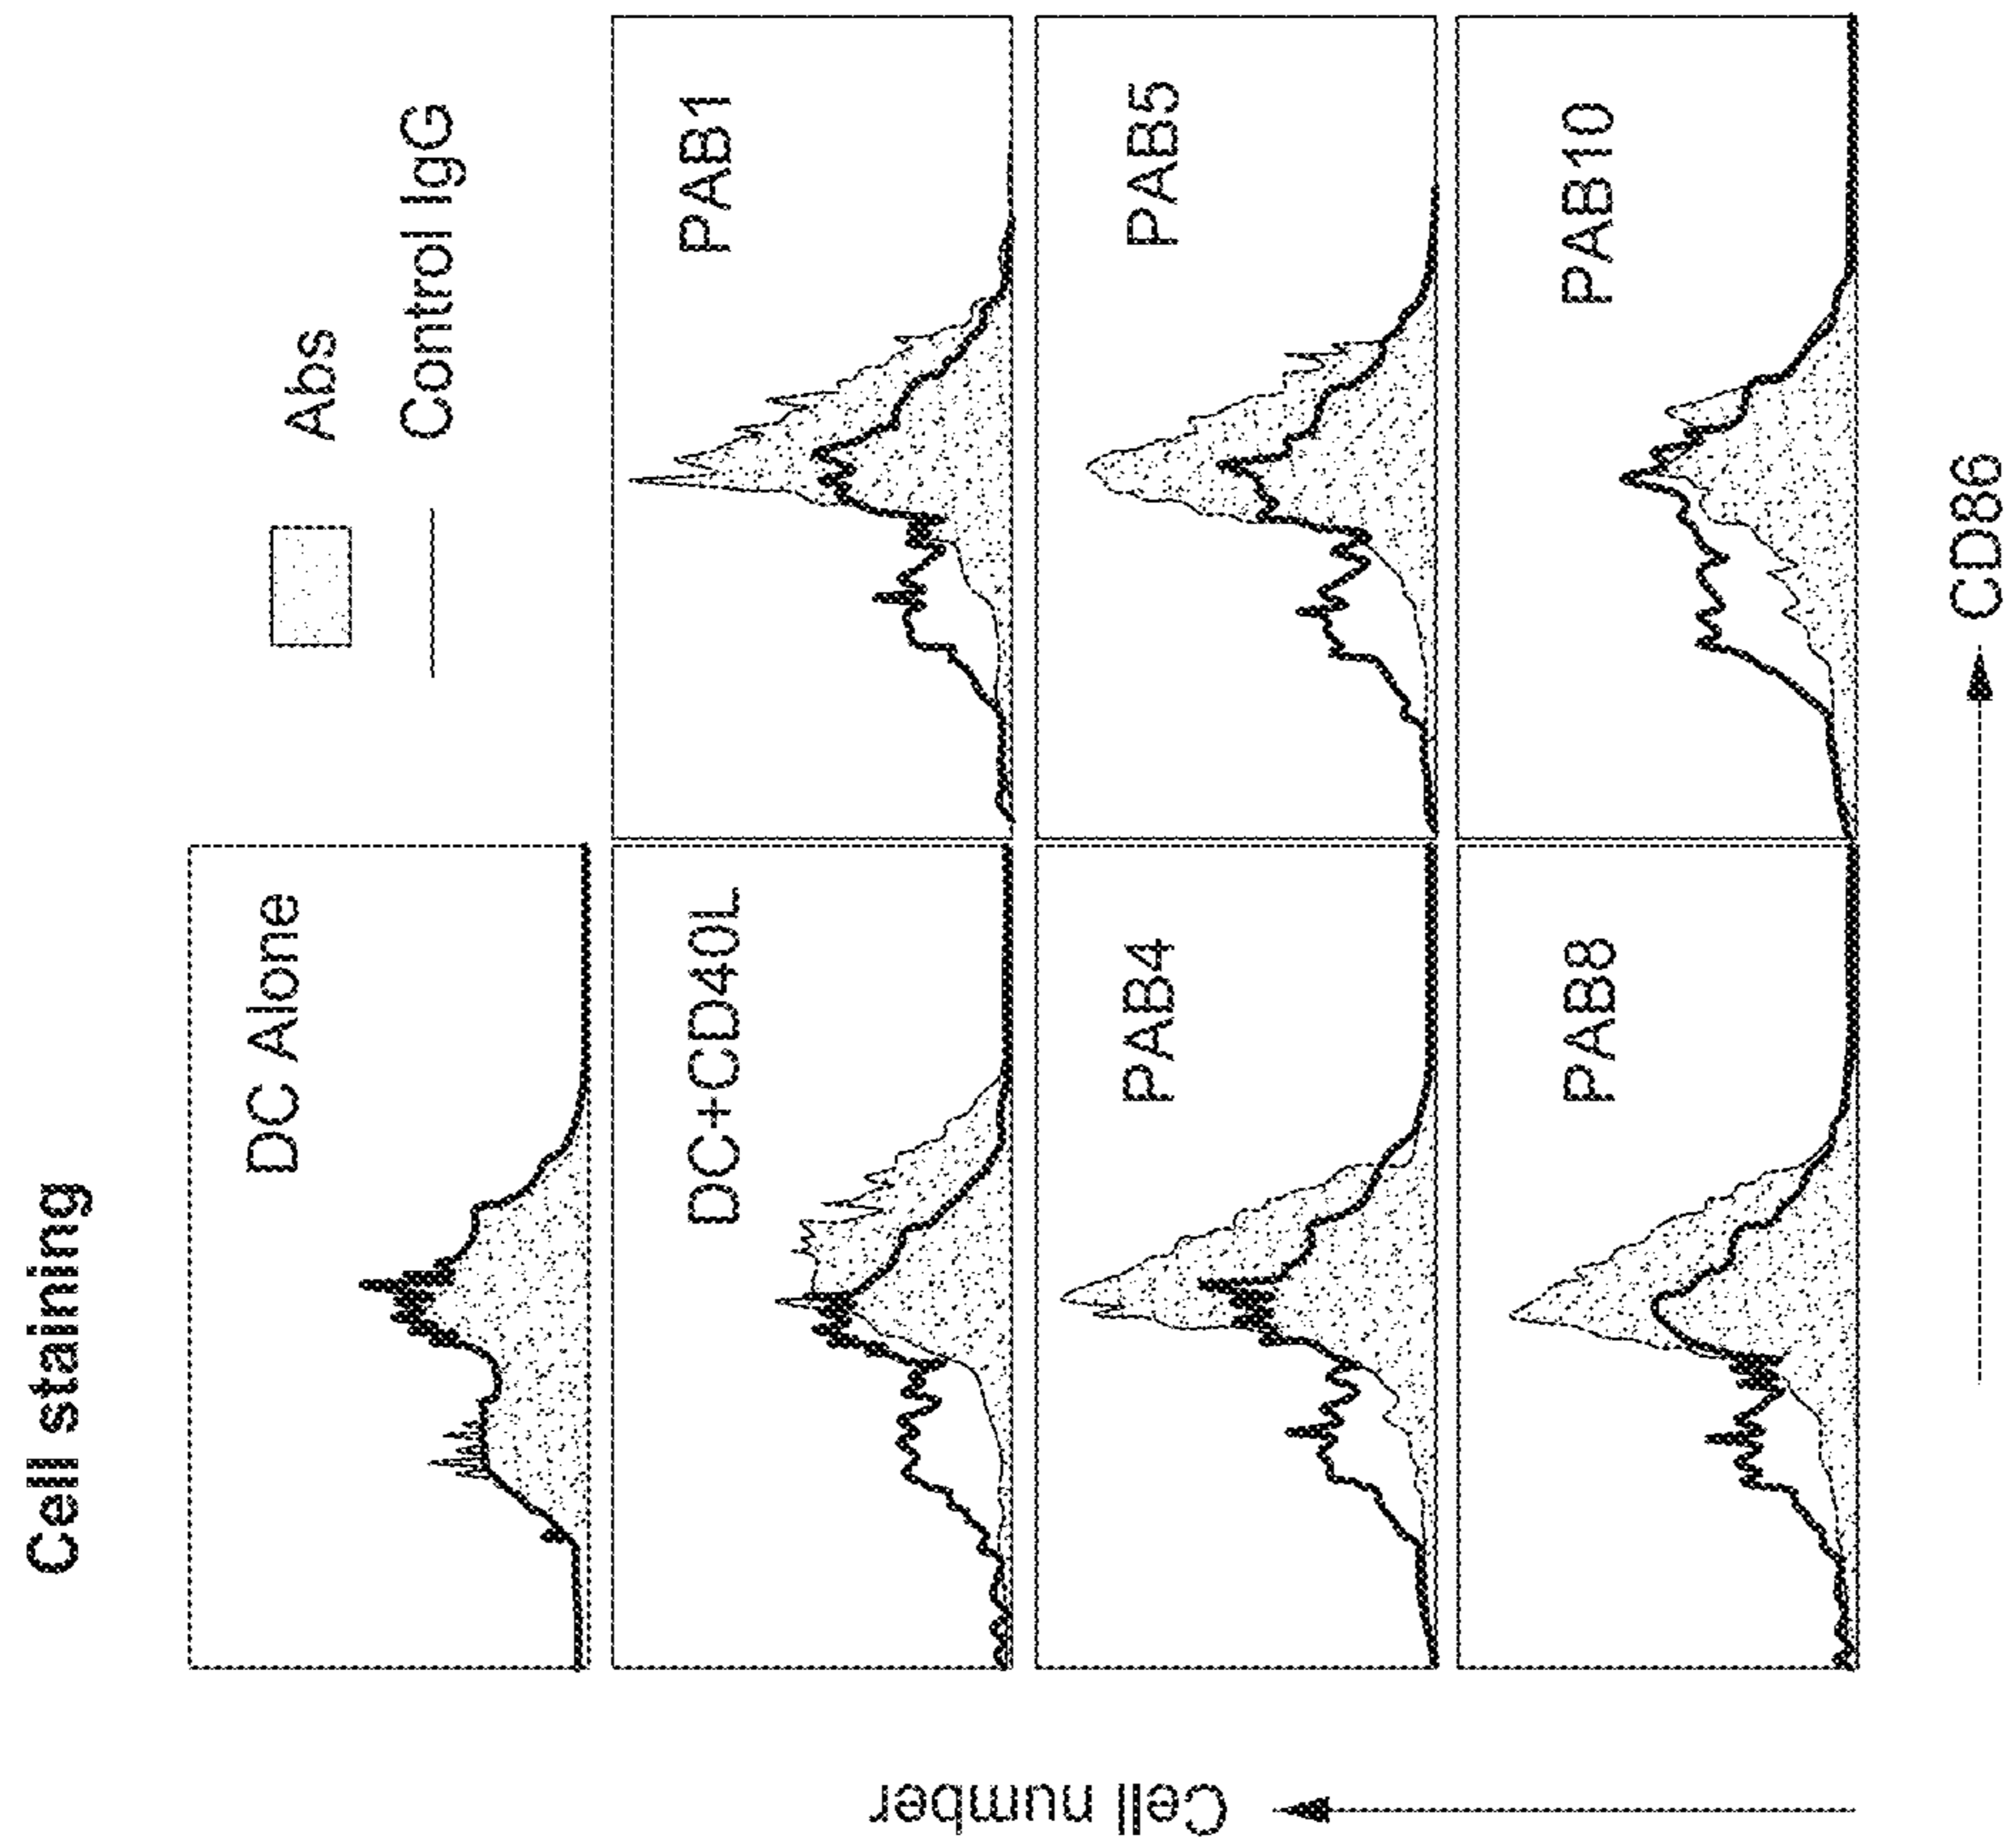 Cell staining
DC Alone
Abs
Control IgG
DC+CD40L
PAB1
PAB4
PAB5
PAB8
PAB10
Cell number
CD86